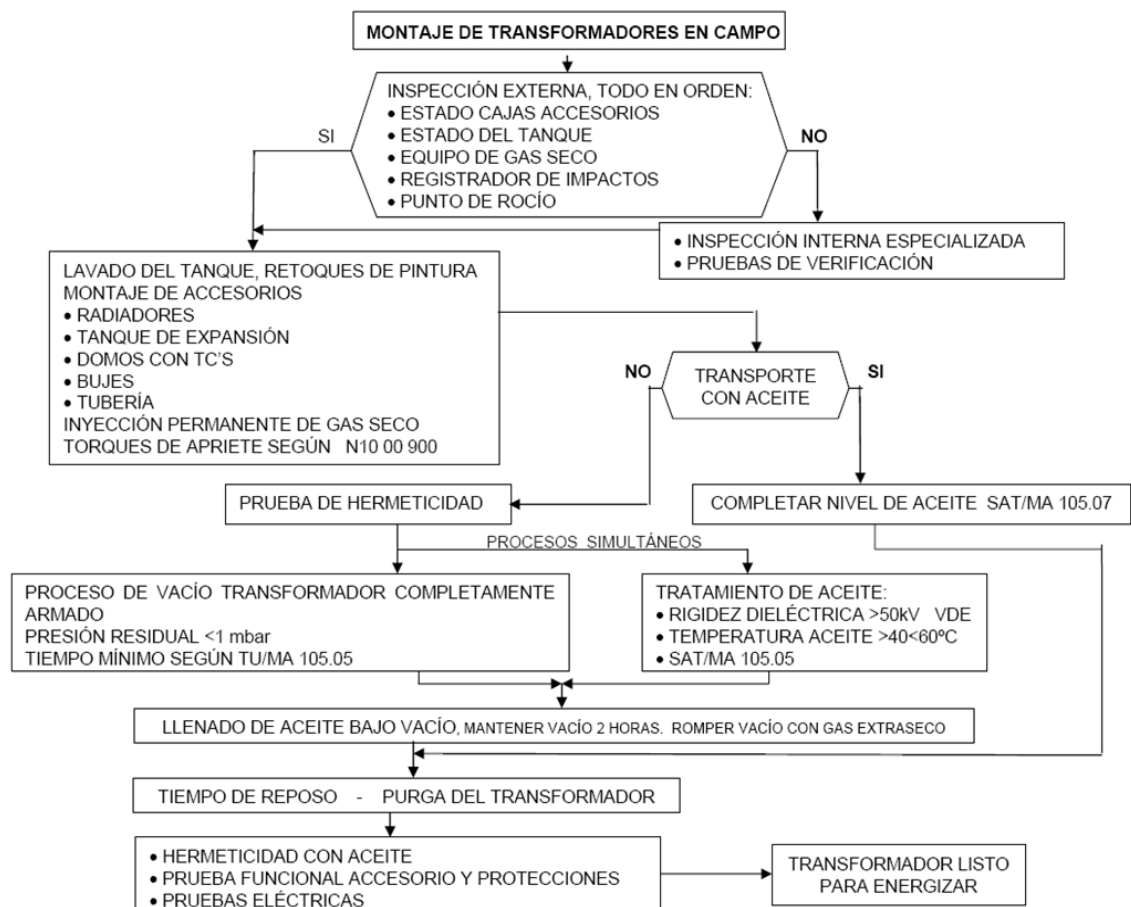 MONTAJE DE TRANSFORMADORES EN CAMPO
INSPECCIÓN EXTERNA, TODO EN ORDEN:
• ESTADO CAJAS ACCESORIOS
• ESTADO DEL TANQUE
• EQUIPO DE GAS SECO
• REGISTRADOR DE IMPACTOS
• PUNTO DE ROCÍO
SI
NO
• INSPECCIÓN INTERNA ESPECIALIZADA
• PRUEBAS DE VERIFICACIÓN
LAVADO DEL TANQUE, RETOQUES DE PINTURA
MONTAJE DE ACCESORIOS
• RADIADORES
• TANQUE DE EXPANSIÓN
• DOMOS CON TC'S
• BUJES
• TUBERÍA
INYECCIÓN PERMANENTE DE GAS SECO
TORQUES DE APRIETE SEGÚN N10 00 900
NO
TRANSPORTE
CON ACEITE
SI
PRUEBA DE HERMETICIDAD
COMPLETAR NIVEL DE ACEITE SAT/MA 105.07
PROCESOS SIMULTÁNEOS
PROCESO DE VACÍO TRANSFORMADOR COMPLETAMENTE
ARMADO
PRESIÓN RESIDUAL <1 mbar
TIEMPO MÍNIMO SEGÚN TU/MA 105.05
TRATAMIENTO DE ACEITE:
• RIGIDEZ DIELÉCTRICA >50kV VDE
• TEMPERATURA ACEITE >40<60ºC
• SAT/MA 105.05
LLENADO DE ACEITE BAJO VACÍO, MANTENER VACÍO 2 HORAS. ROMPER VACÍO CON GAS EXTRASECO
TIEMPO DE REPOSO - PURGA DEL TRANSFORMADOR
• HERMETICIDAD CON ACEITE
• PRUEBA FUNCIONAL ACCESORIO Y PROTECCIONES
• PRUEBAS ELÉCTRICAS
TRANSFORMADOR LISTO
PARA ENERGIZAR